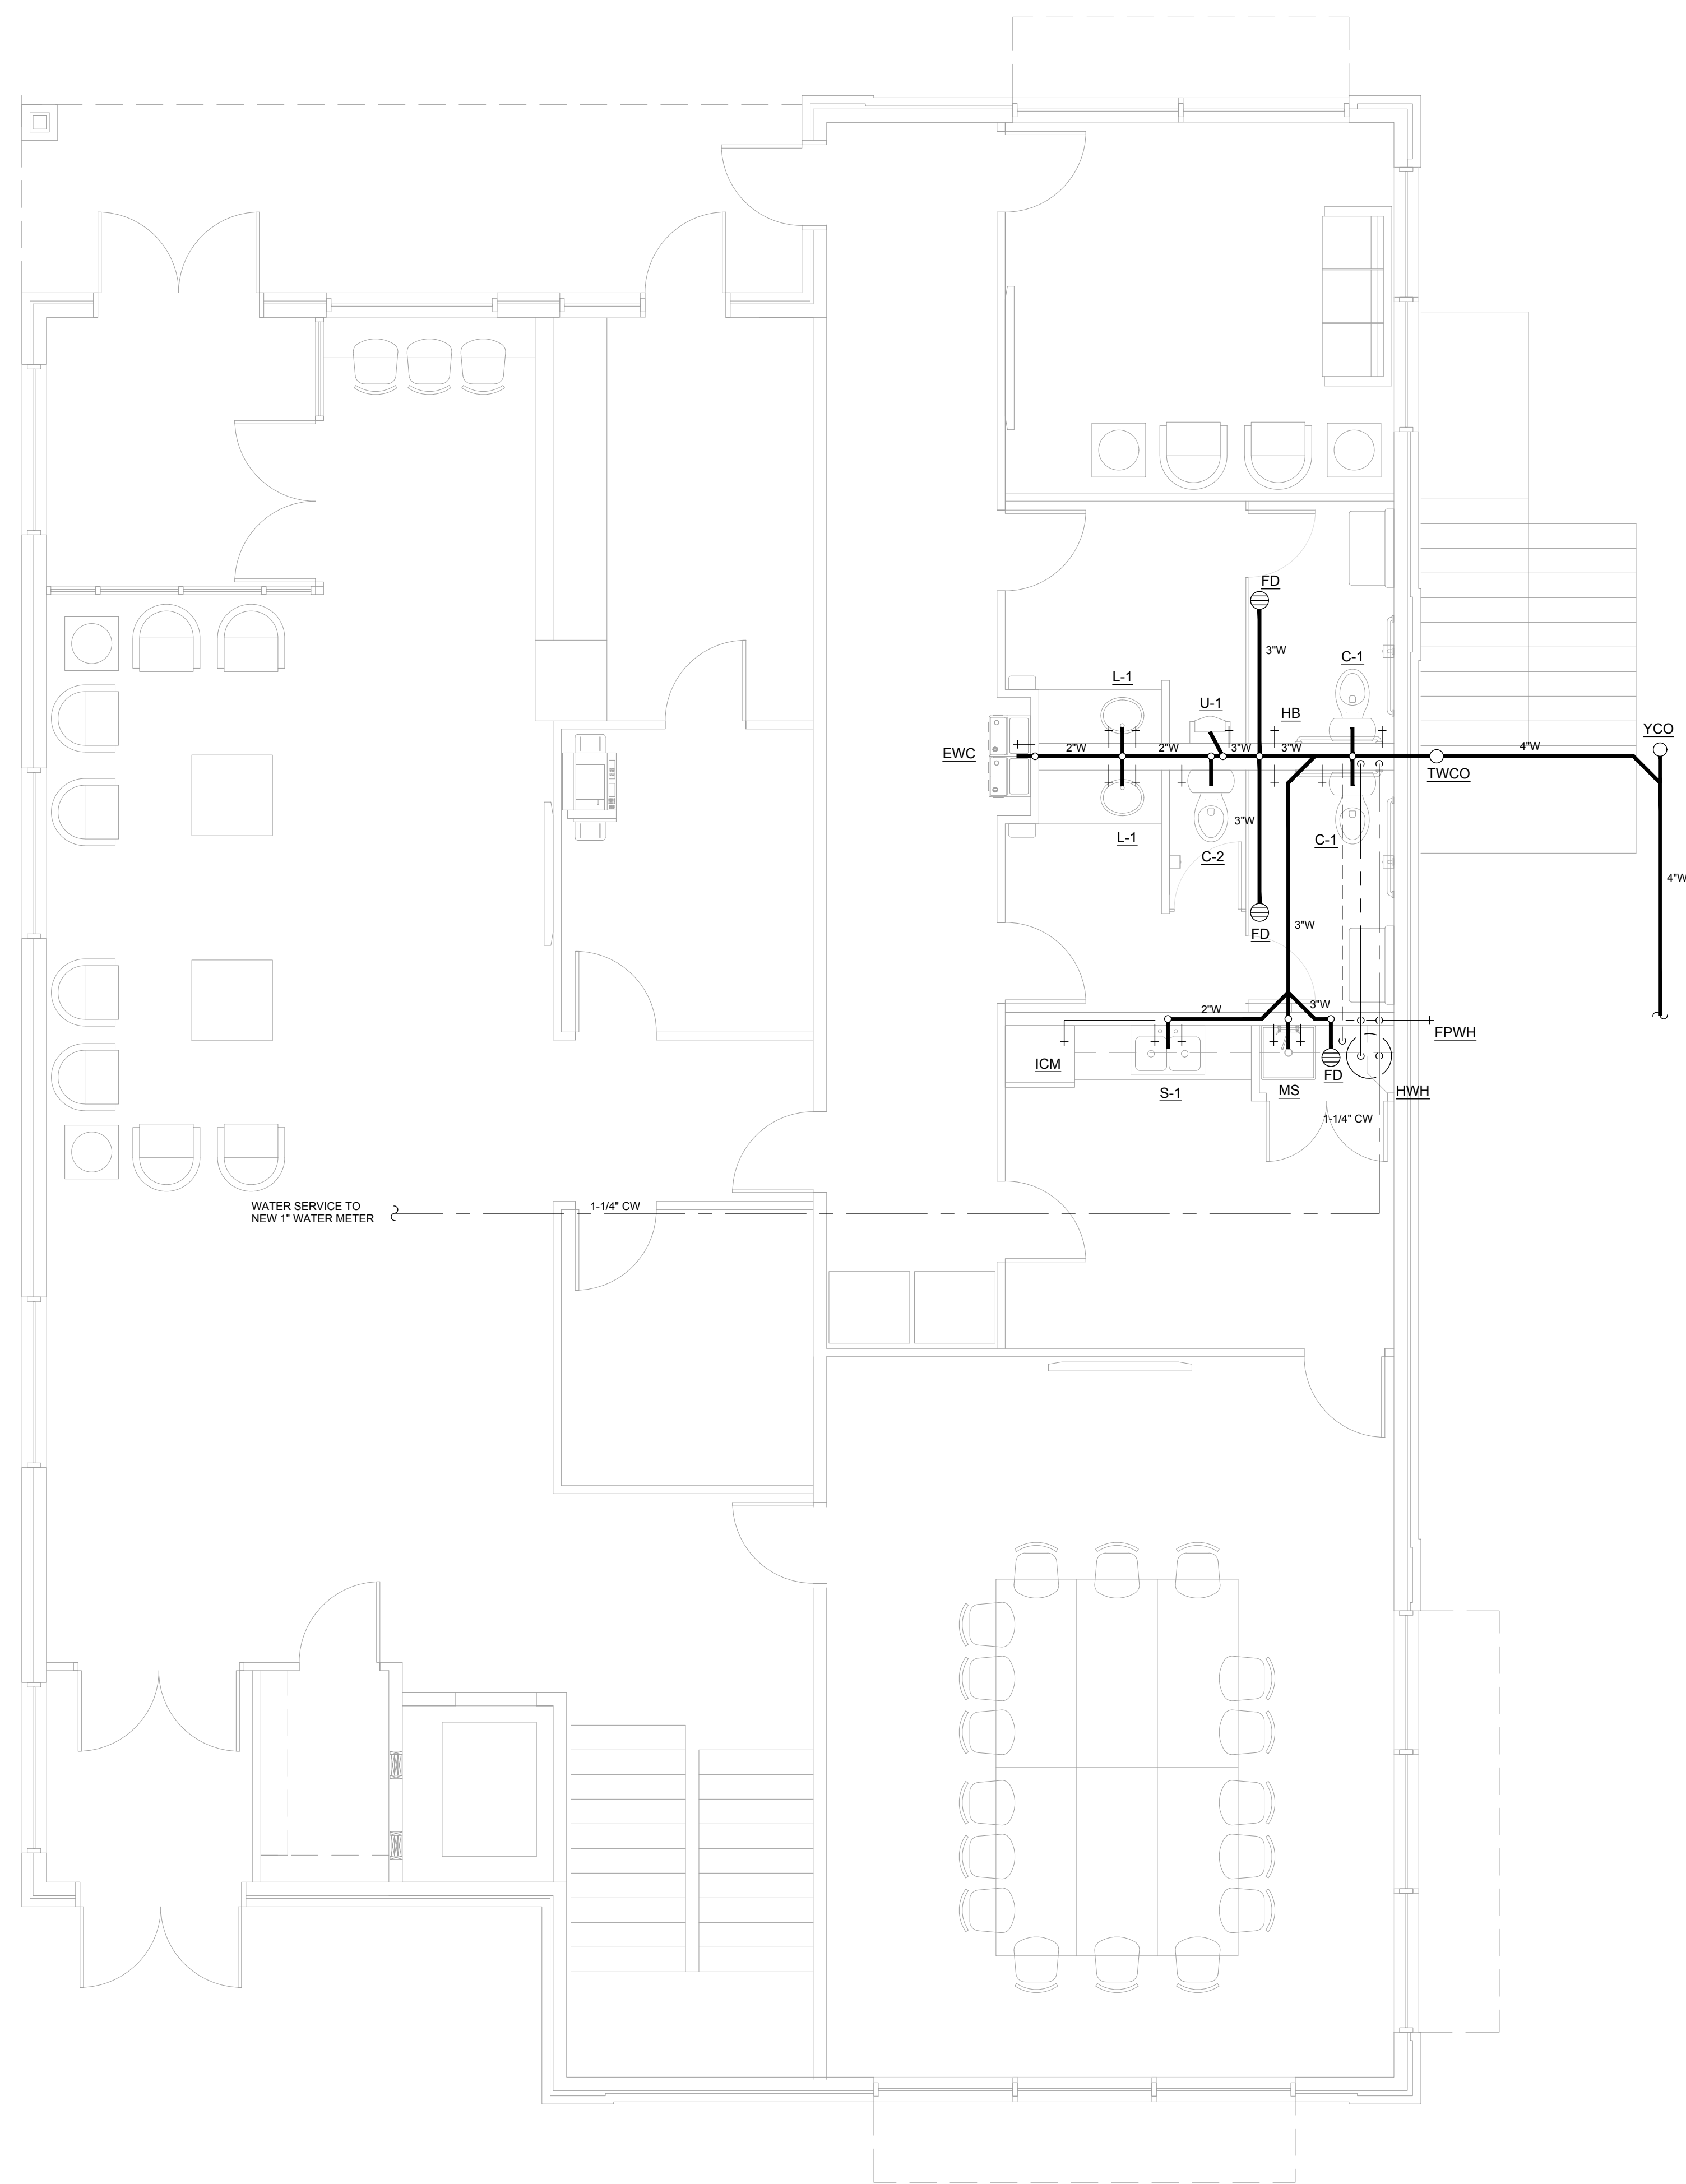 FD
3"W
C-1
L-1
U-1
HB
YCO
EWC
2"W
2"W
3"W
3"W
4"W
TWCO
3"W
L-1
C-1
C-2
4"W
3"W
FD
3"W
2"W
FPWH
ICM
FD
S-1
MS
HWH
1-1/4" CW
WATER SERVICE TO
NEW 1" WATER METER
1-1/4" CW